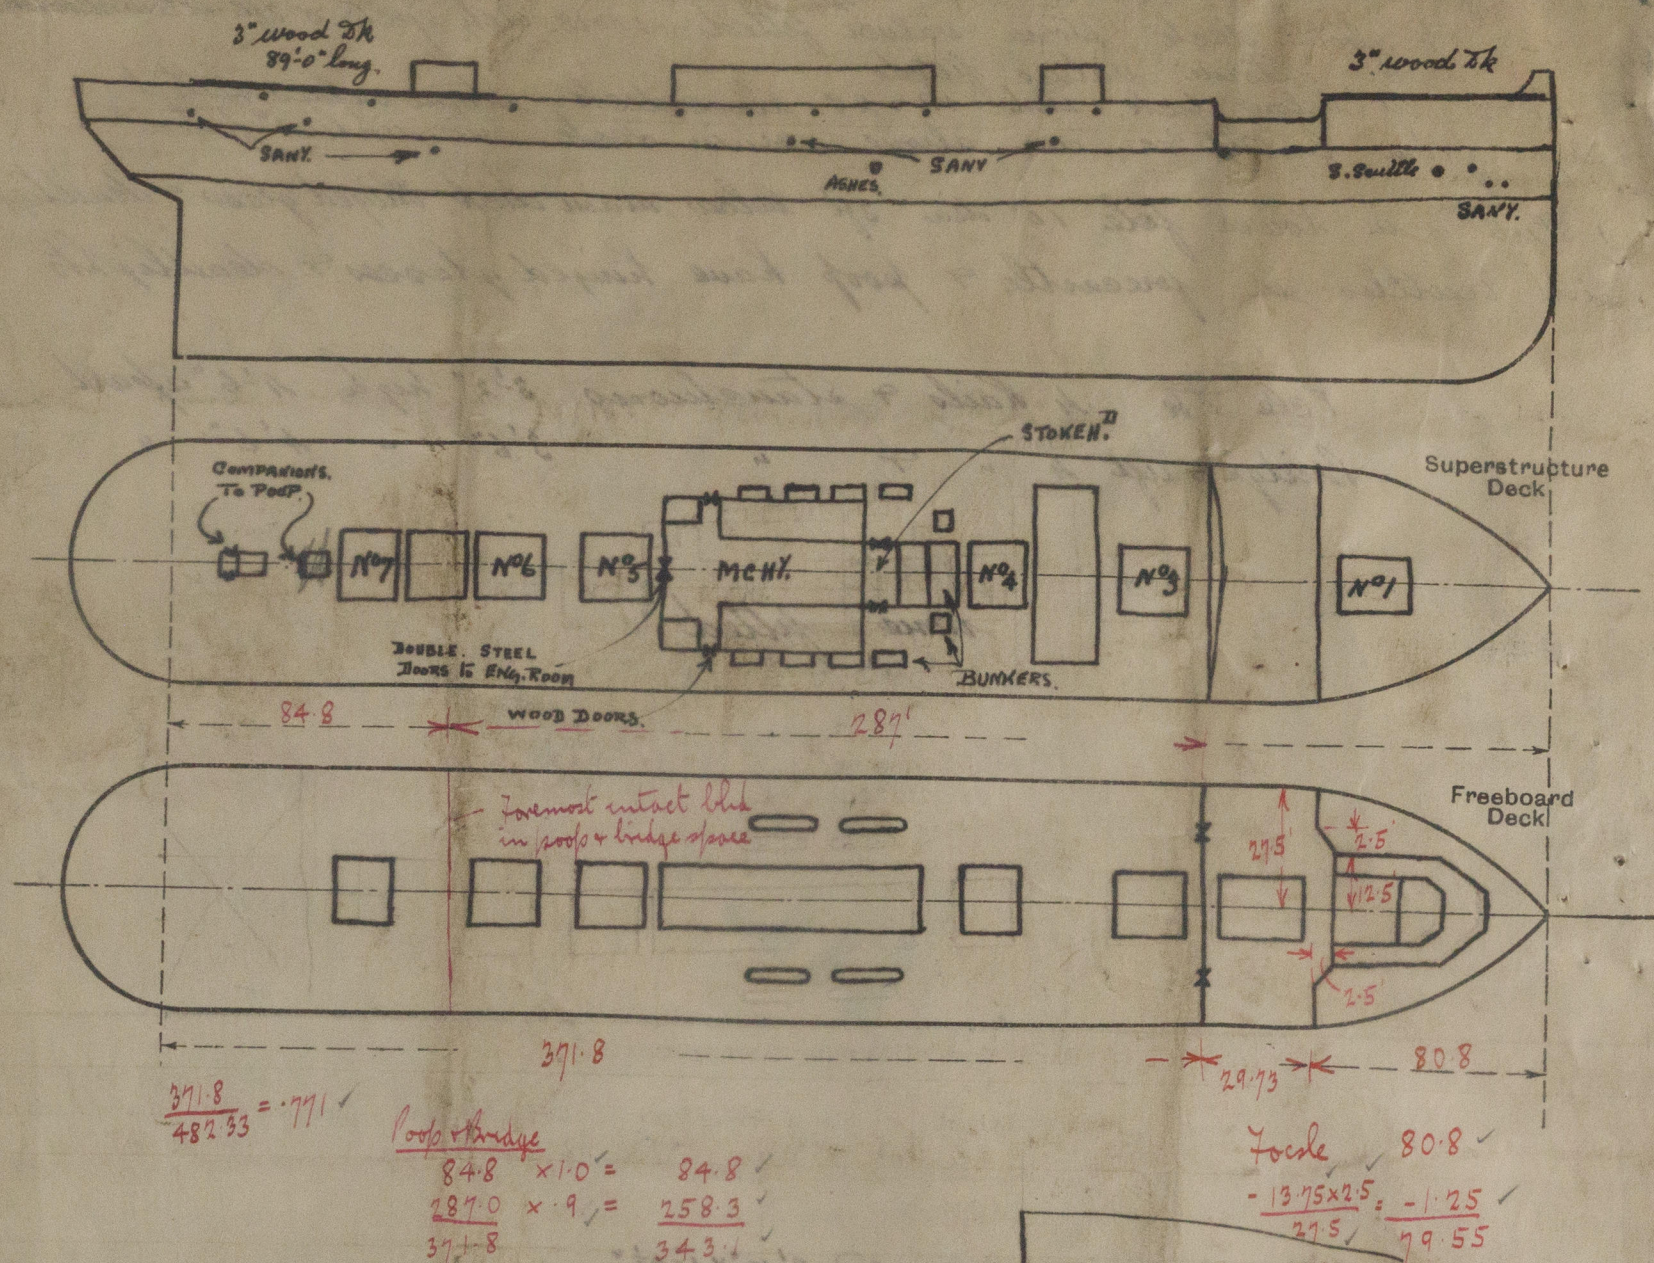 3" wood Dk
89'-0" long.
3" wood Dk
SANY.
SANY
ASHES.
S. Scuttle
SANY.
STOKEH.D
COMPANIONS.
To POOP.
Superstructure
Deck
No7
No6
No5
MCHY.
No4
No3
No1
DOUBLE. STEEL
DOORS To ENG. ROOM
BUNKERS.
WOOD DOORS.
84.8
287'
Foremost intact blhd
in poop & bridge space
Freeboard
Deck
27.5
2.5'
12.5'
2.5'
371.8
29.73
80.8
371.8
482.33
= .771 ✓
Poop & Bridge
84.8 x 1.0 ✓ = 84.8 ✓
287.0 x .9 ✓ = 258.3 ✓
371.8 343.1 ✓
Focsle 80.8 ✓
- 13.75 x 2.5 = - 1.25 ✓
27.5 ✓ 79.55